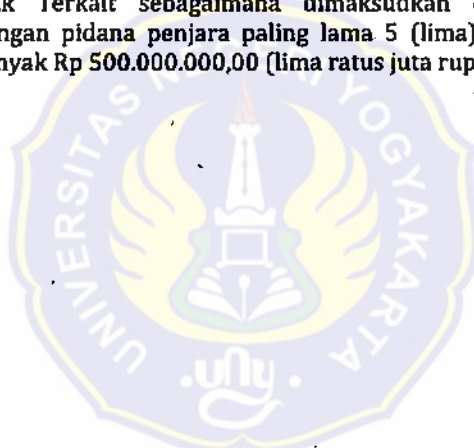 k Terkait sebagaimana dimaksudkan
ngan pidana penjara paling lama 5 (lima)
nyak Rp 500.000.000,00 (lima ratus juta rup
UNIVERSITAS NEGERI YOGYAKARTA
uny